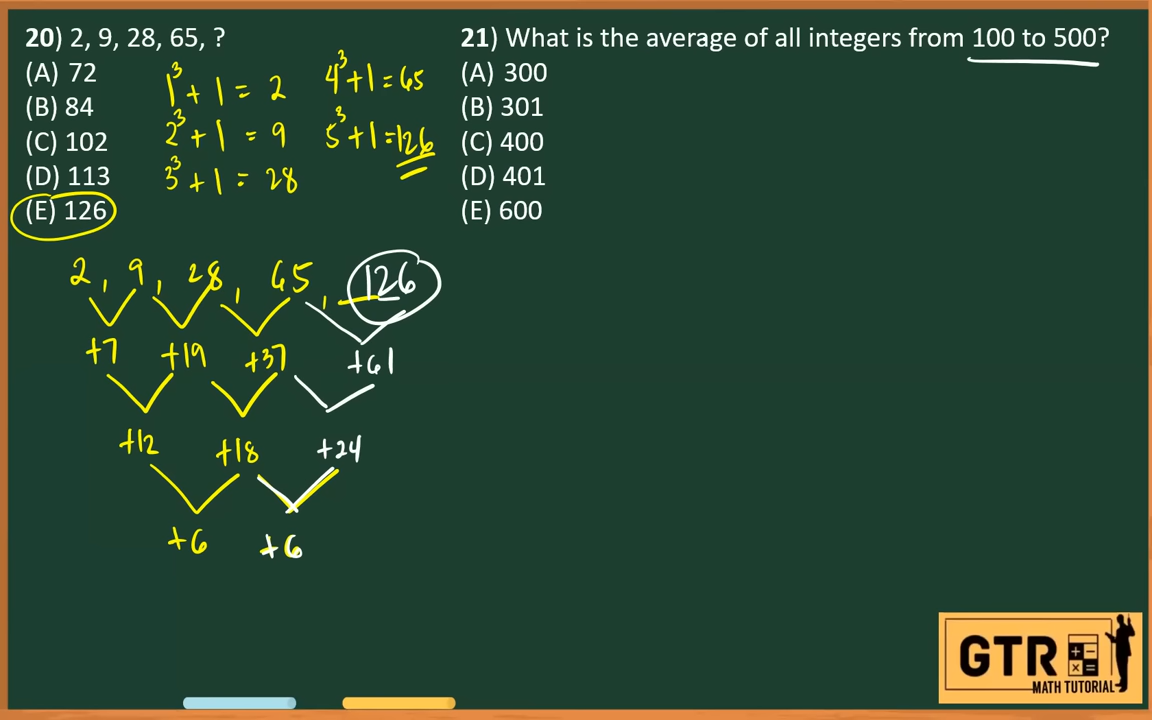 20) 2, 9, 28, 65, ?
(A) 72
(B) 84
(C) 102
(D) 113
(E) 126
1³ + 1 = 2
2³ + 1 = 9
3³ + 1 = 28
4³ + 1 = 65
5³ + 1 = 126
2, 9, 28, 65, 126
+7 +19 +37 +61
+12 +18 +24
+6 +6
21) What is the average of all integers from 100 to 500?
(A) 300
(B) 301
(C) 400
(D) 401
(E) 600
GTR
MATH TUTORIAL
+ −
× =